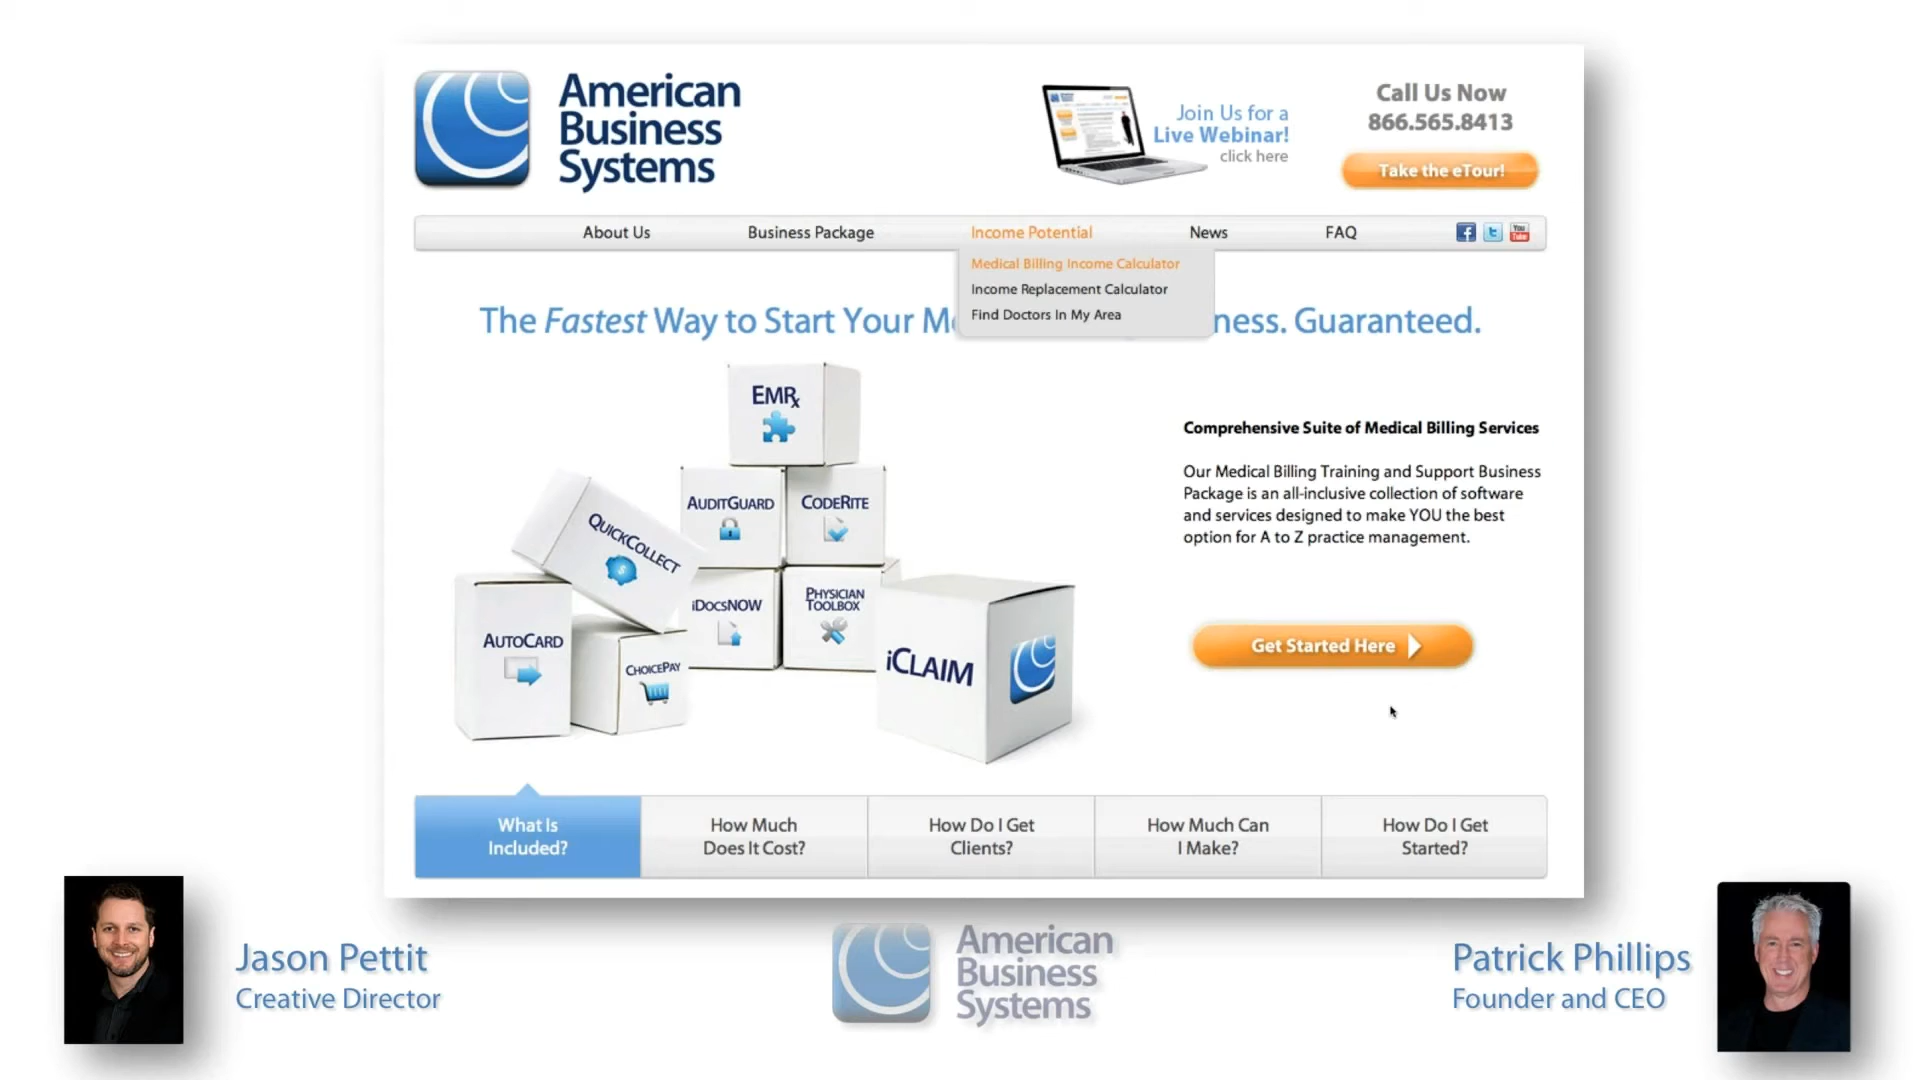 American
Business
Systems
Join Us for a
Live Webinar!
click here
Call Us Now
866.565.8413
Take the eTour!
About Us
Business Package
Income Potential
News
FAQ
You
Tube
Medical Billing Income Calculator
Income Replacement Calculator
Find Doctors In My Area
The Fastest Way to Start Your
ness. Guaranteed.
EMRx
AUDITGUARD
CODERITE
QUICKCOLLECT
iDOCSNOW
PHYSICIAN
TOOLBOX
AUTOCARD
CHOICEPAY
iCLAIM
Comprehensive Suite of Medical Billing Services
Our Medical Billing Training and Support Business
Package is an all-inclusive collection of software
and services designed to make YOU the best
option for A to Z practice management.
Get Started Here
What Is
Included?
How Much
Does It Cost?
How Do I Get
Clients?
How Much Can
I Make?
How Do I Get
Started?
Jason Pettit
Creative Director
American
Business
Systems
Patrick Phillips
Founder and CEO